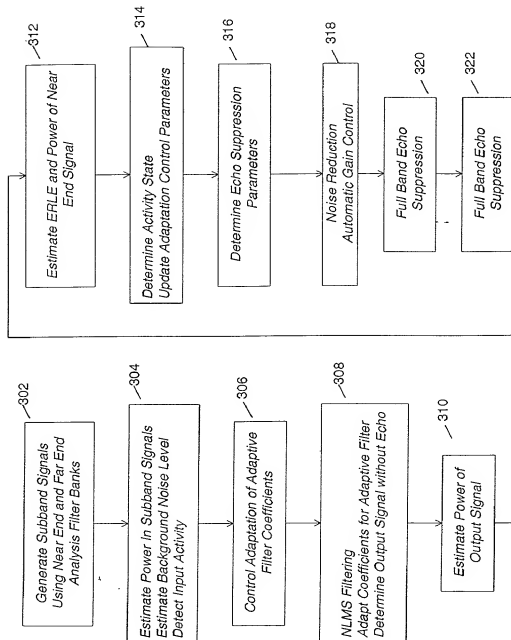 302
Generate Subband Signals
Using Near End and Far End
Analysis Filter Banks
304
Estimate Power In Subband Signals
Estimate Background Noise Level
Detect Input Activity
306
Control Adaptation of Adaptive
Filter Coefficients
308
NLMS Filtering
Adapt Coefficients for Adaptive Filter
Determine Output Signal without Echo
310
Estimate Power of
Output Signal
312
Estimate ERLE and Power of Near
End Signal
314
Determine Activity State
Update Adaptation Control Parameters
316
Determine Echo Suppression
Parameters
318
Noise Reduction
Automatic Gain Control
320
Full Band Echo
Suppression
322
Full Band Echo
Suppression